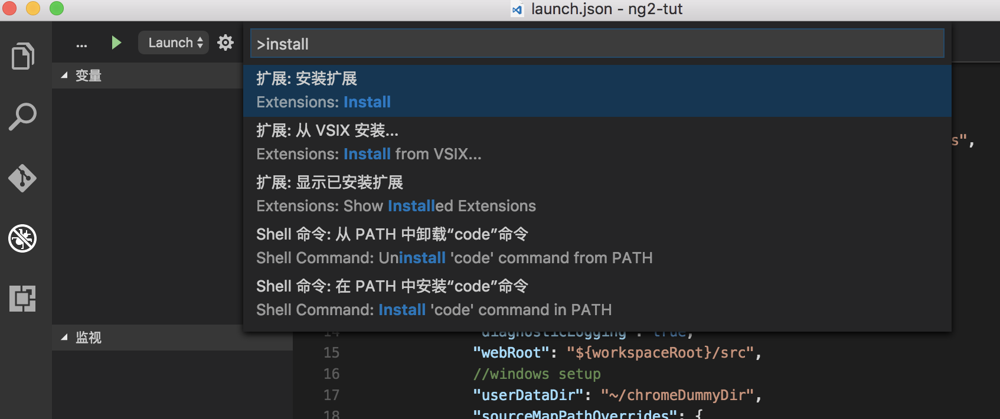 launch.json - ng2-tut
... Launch
>install
变量
扩展: 安装扩展
Extensions: Install
扩展: 从 VSIX 安装...
Extensions: Install from VSIX...
扩展: 显示已安装扩展
Extensions: Show Installed Extensions
Shell 命令: 从 PATH 中卸载“code”命令
Shell Command: Uninstall 'code' command from PATH
Shell 命令: 在 PATH 中安装“code”命令
Shell Command: Install 'code' command in PATH
s",
监视
14 "diagnosticLogging": true,
15 "webRoot": "${workspaceRoot}/src",
16 //windows setup
17 "userDataDir": "~/chromeDummyDir",
18 "sourceMapPathOverrides": {